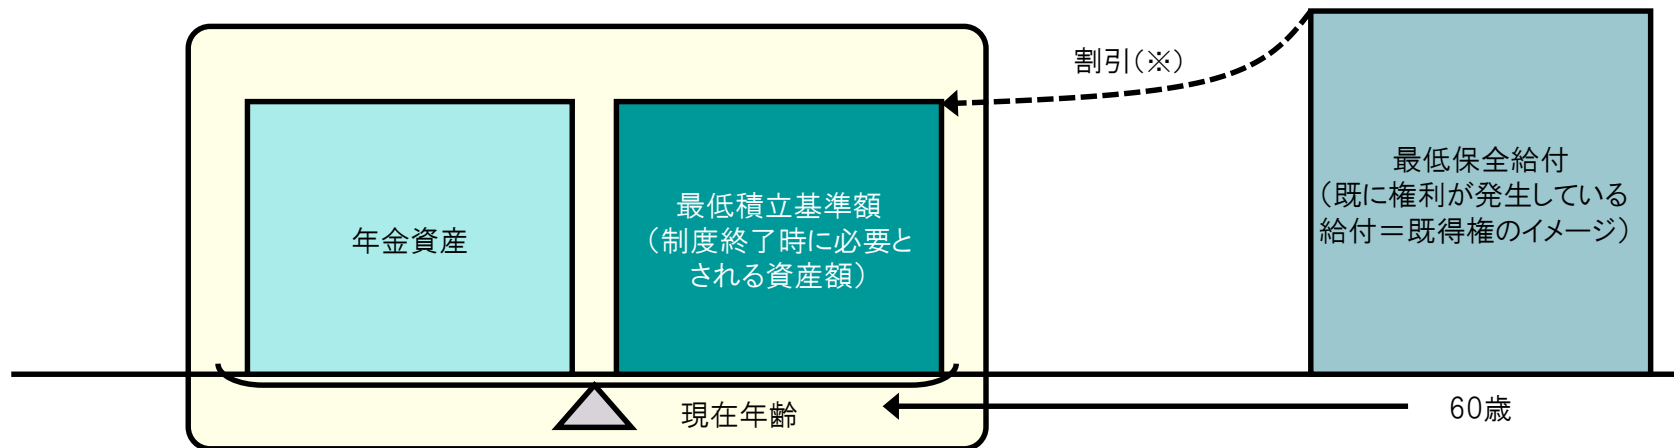 割引(※)
年金資産
最低積立基準額
(制度終了時に必要と
される資産額)
最低保全給付
(既に権利が発生している
給付=既得権のイメージ)
現在年齢
60歳